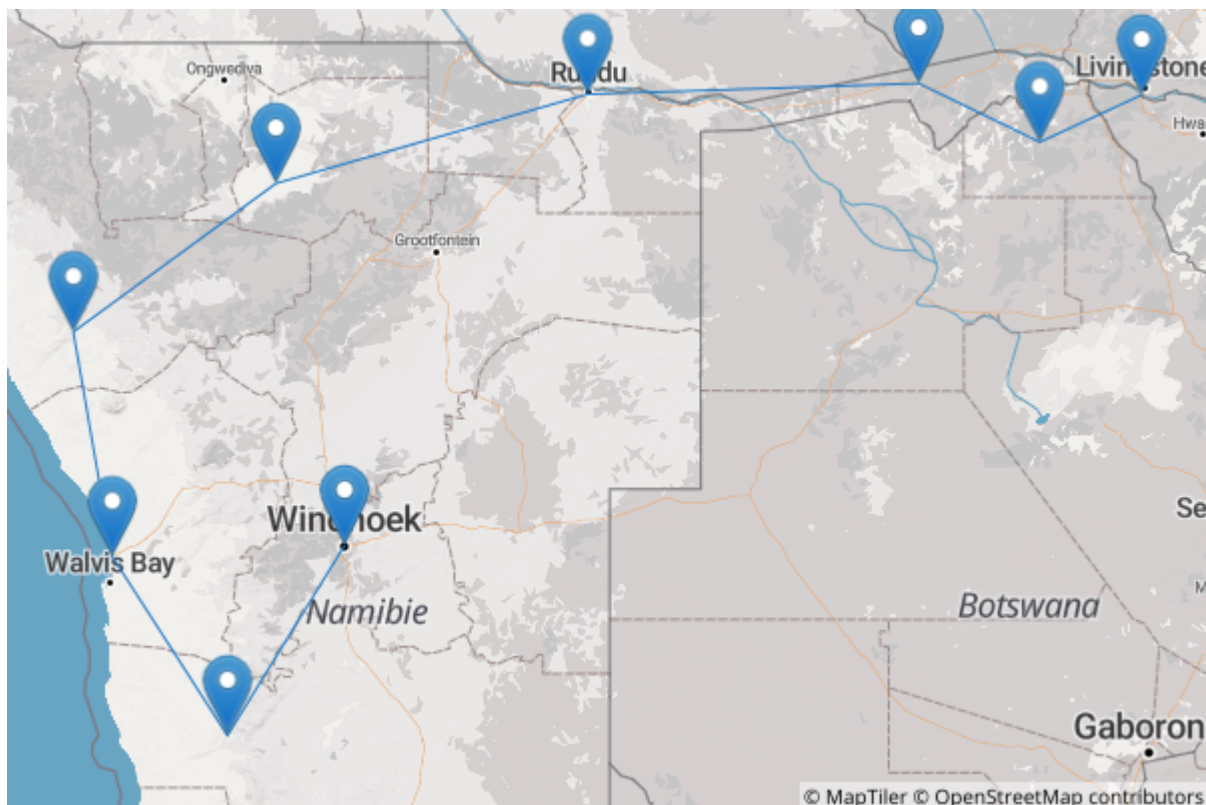 Ongwediva
Rundu
Livingstone
Hwa
Grootfontein
Windhoek
Walvis Bay
Namibie
Botswana
Se
M
Gaboron
© MapTiler © OpenStreetMap contributors